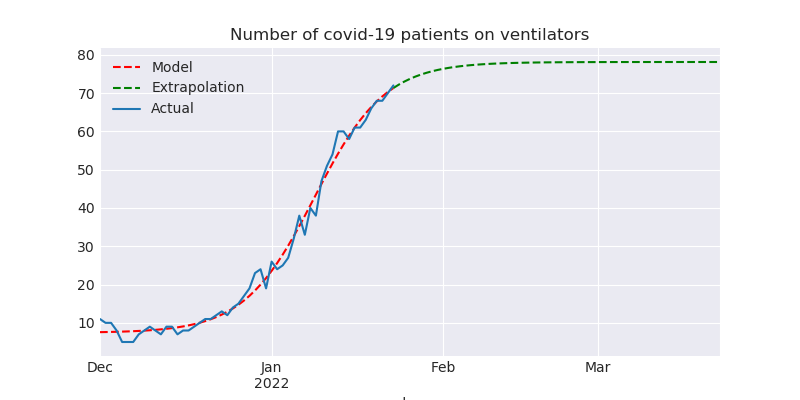 Number of covid-19 patients on ventilators
80
70
60
50
40
30
20
10
Model
Extrapolation
Actual
Dec
Jan
Feb
Mar
2022